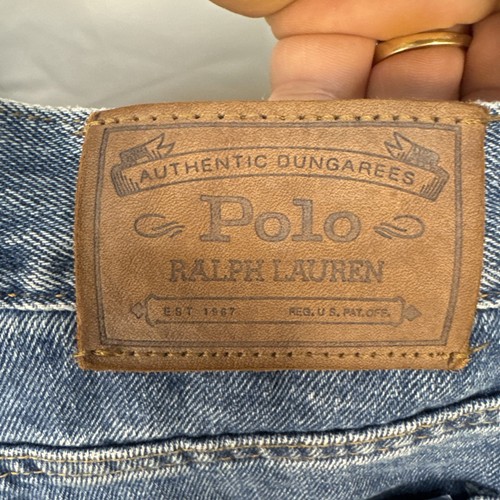 AUTHENTIC DUNGAREES
Polo
RALPH LAUREN
EST 1967 REG. U.S. PAT. OFF.